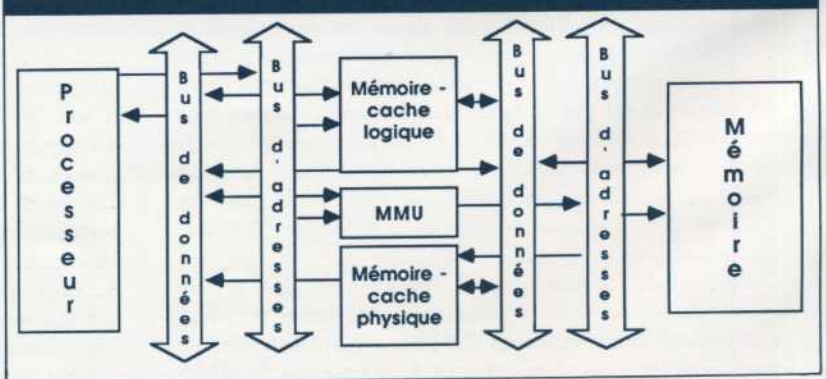 Processeur
Bus de données
Bus d'adresses
Mémoire -
cache
logique
MMU
Mémoire -
cache
physique
Bus de données
Bus d'adresses
Mémoire